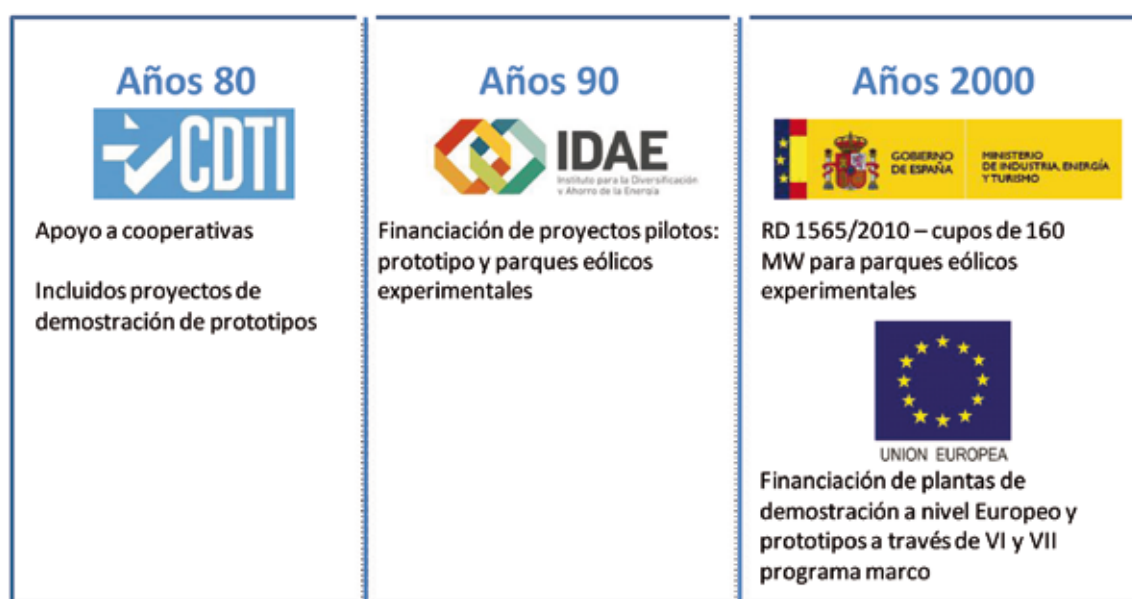 Años 80
CDTI
Apoyo a cooperativas
Incluidos proyectos de
demostración de prototipos
Años 90
IDAE
Instituto para la Diversificación
y Ahorro de la Energía
Financiación de proyectos pilotos:
prototipo y parques eólicos
experimentales
Años 2000
GOBIERNO
DE ESPAÑA
MINISTERIO
DE INDUSTRIA, ENERGÍA
Y TURISMO
RD 1565/2010 – cupos de 160
MW para parques eólicos
experimentales
UNION EUROPEA
Financiación de plantas de
demostración a nivel Europeo y
prototipos a través de VI y VII
programa marco